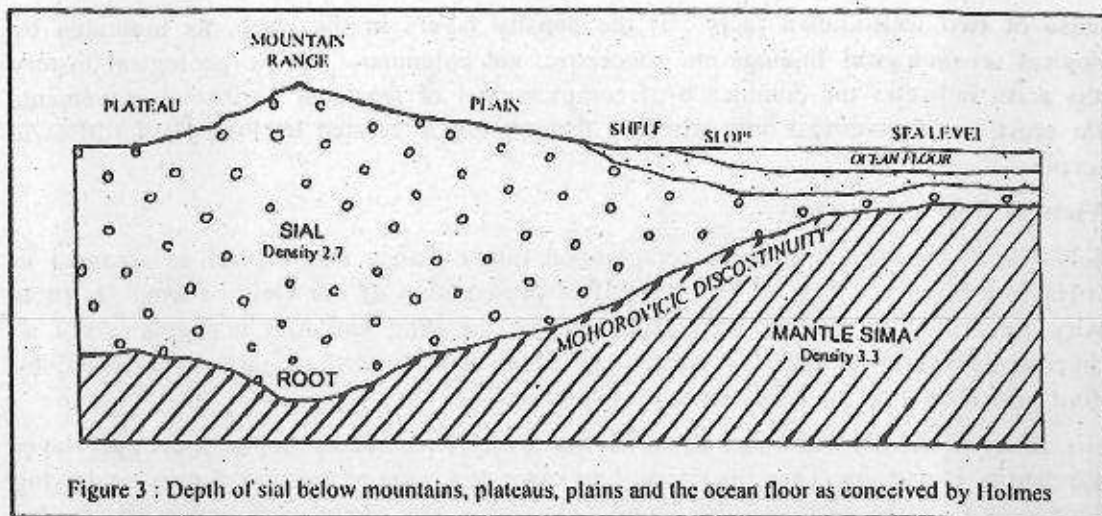 MOUNTAIN
RANGE
PLATEAU
PLAIN
SHELF
SLOPE
SEA LEVEL
OCEAN FLOOR
SIAL
Density 2.7
MOHOROVICIC DISCONTINUITY
MANTLE SIMA
Density 3.3
ROOT
Figure 3 : Depth of sial below mountains, plateaus, plains and the ocean floor as conceived by Holmes